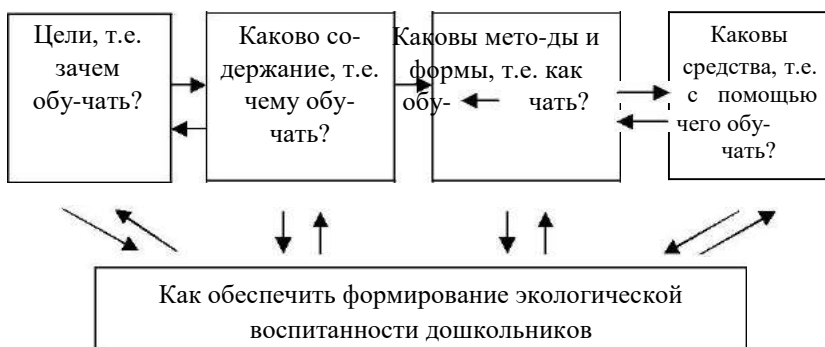 Цели, т.е.
зачем
обу-чать?
Каково со-
держание, т.е.
чему обу-
чать?
Каковы мето-ды и
формы, т.е. как
обу- чать?
Каковы
средства, т.е.
с помощью
чего обу-
чать?
Как обеспечить формирование экологической
воспитанности дошкольников